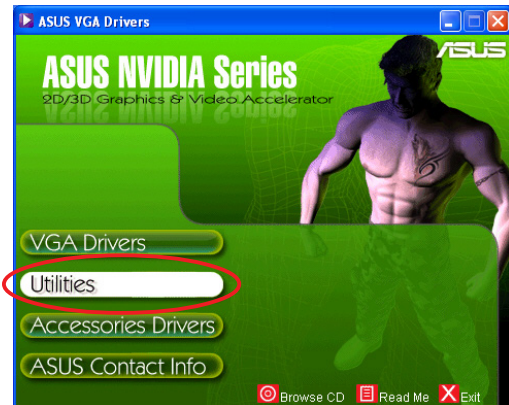 ASUS VGA Drivers
ASUS
ASUS NVIDIA Series
2D/3D Graphics & Video Accelerator
VGA Drivers
Utilities
Accessories Drivers
ASUS Contact Info
Browse CD Read Me X Exit